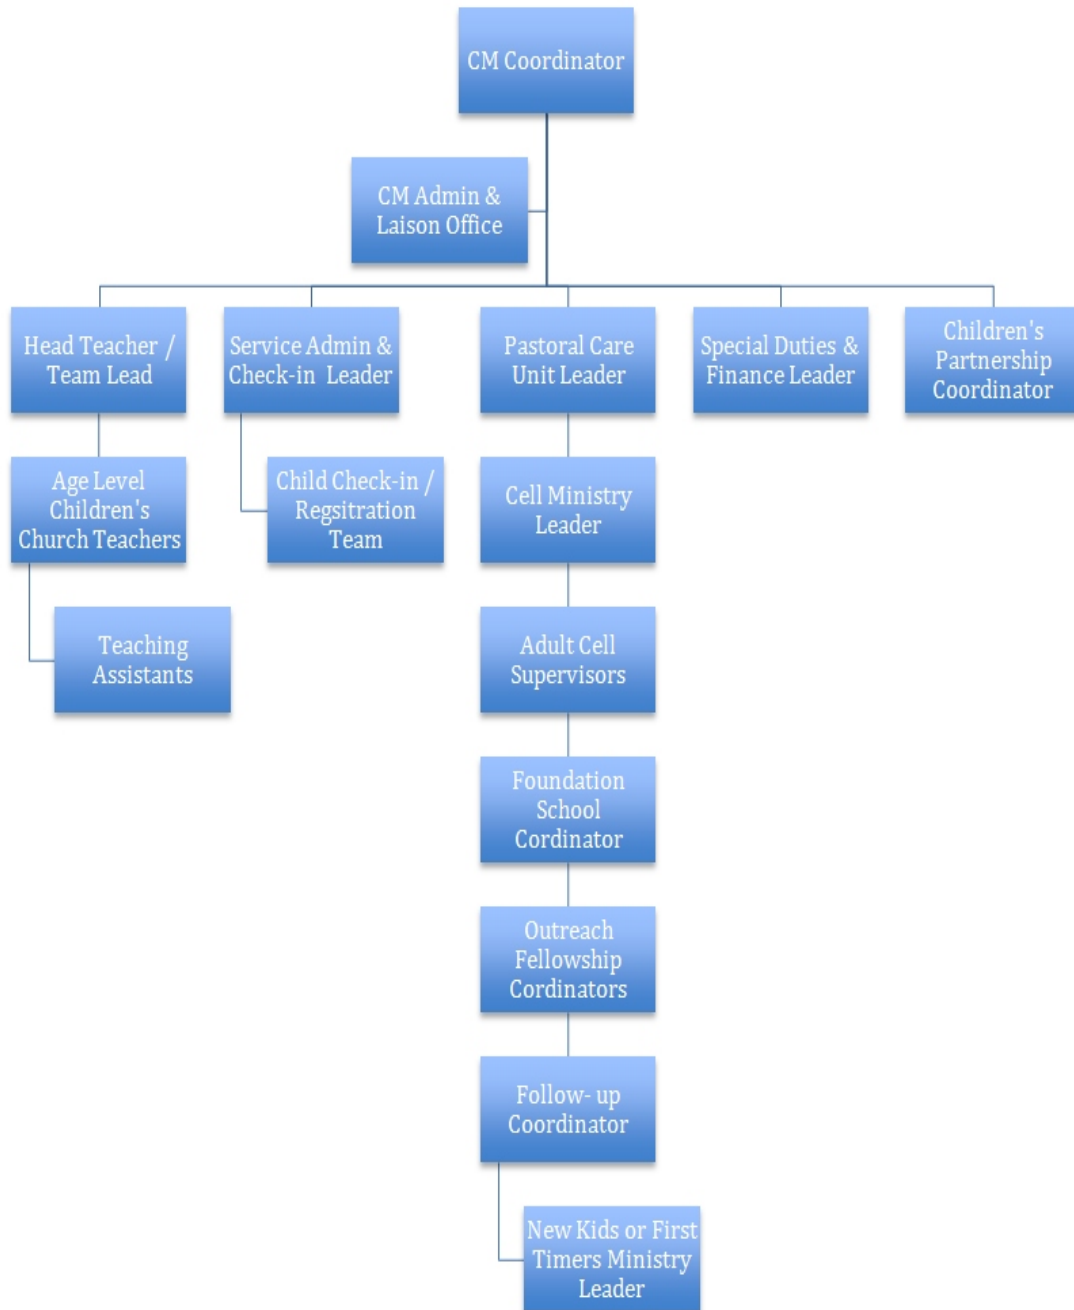 CM Coordinator
CM Admin &
Laison Office
Head Teacher /
Team Lead
Service Admin &
Check-in Leader
Pastoral Care
Unit Leader
Special Duties &
Finance Leader
Children's
Partnership
Coordinator
Age Level
Children's
Church Teachers
Child Check-in /
Regsitration
Team
Cell Ministry
Leader
Teaching
Assistants
Adult Cell
Supervisors
Foundation
School
Cordinator
Outreach
Fellowship
Cordinators
Follow- up
Coordinator
New Kids or First
Timers Ministry
Leader